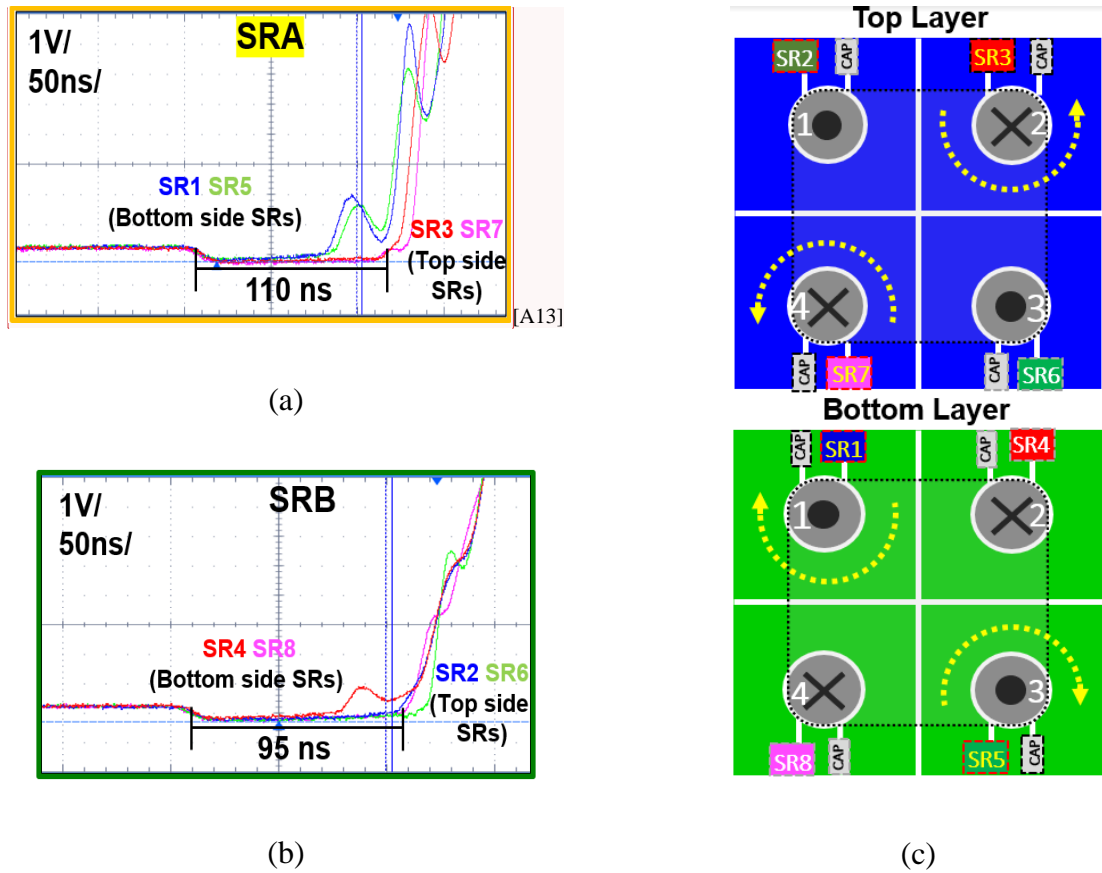 1V/
50ns/
SRA
SR1 SR5
(Bottom side SRs)
SR3 SR7
(Top side
SRs)
110 ns
[A13]
(a)
1V/
50ns/
SRB
SR4 SR8
(Bottom side SRs)
SR2 SR6
(Top side
SRs)
95 ns
(b)
Top Layer
SR2 CAP SR3 CAP
1 2
4 3
CAP SR7 CAP SR6
Bottom Layer
CAP SR1 CAP SR4
1 2
4 3
SR8 CAP SR5 CAP
(c)